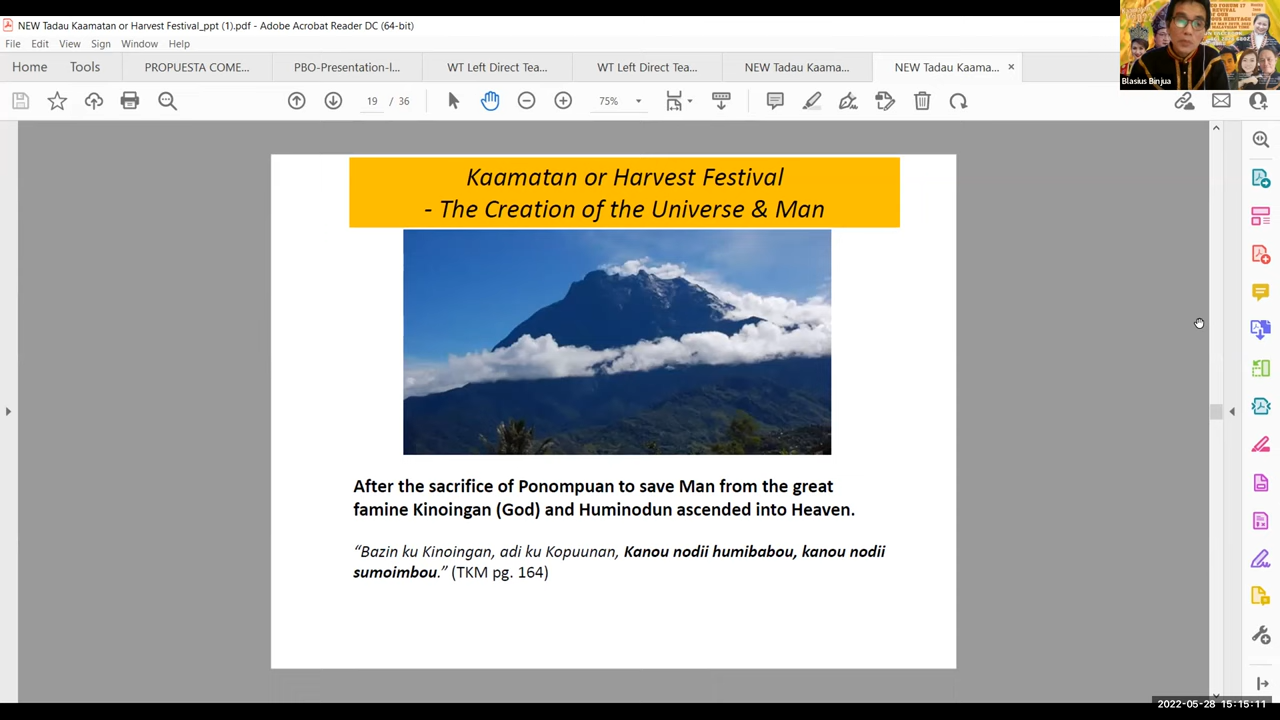 NEW Tadau Kaamatan or Harvest Festival_ppt (1).pdf - Adobe Acrobat Reader DC (64-bit)
File Edit View Sign Window Help
Home Tools PROPUESTA COME... PBO-Presentation-I... WT Left Direct Tea... WT Left Direct Tea... NEW Tadau Kaama... NEW Tadau Kaama... ×
19 / 36 75%
Blasius Binjua
Kaamatan or Harvest Festival
- The Creation of the Universe & Man
After the sacrifice of Ponompuan to save Man from the great
famine Kinoingan (God) and Huminodun ascended into Heaven.
“Bazin ku Kinoingan, adi ku Kopuunan, Kanou nodii humibabou, kanou nodii
sumoimbou.” (TKM pg. 164)
2022-05-28 15:15:11